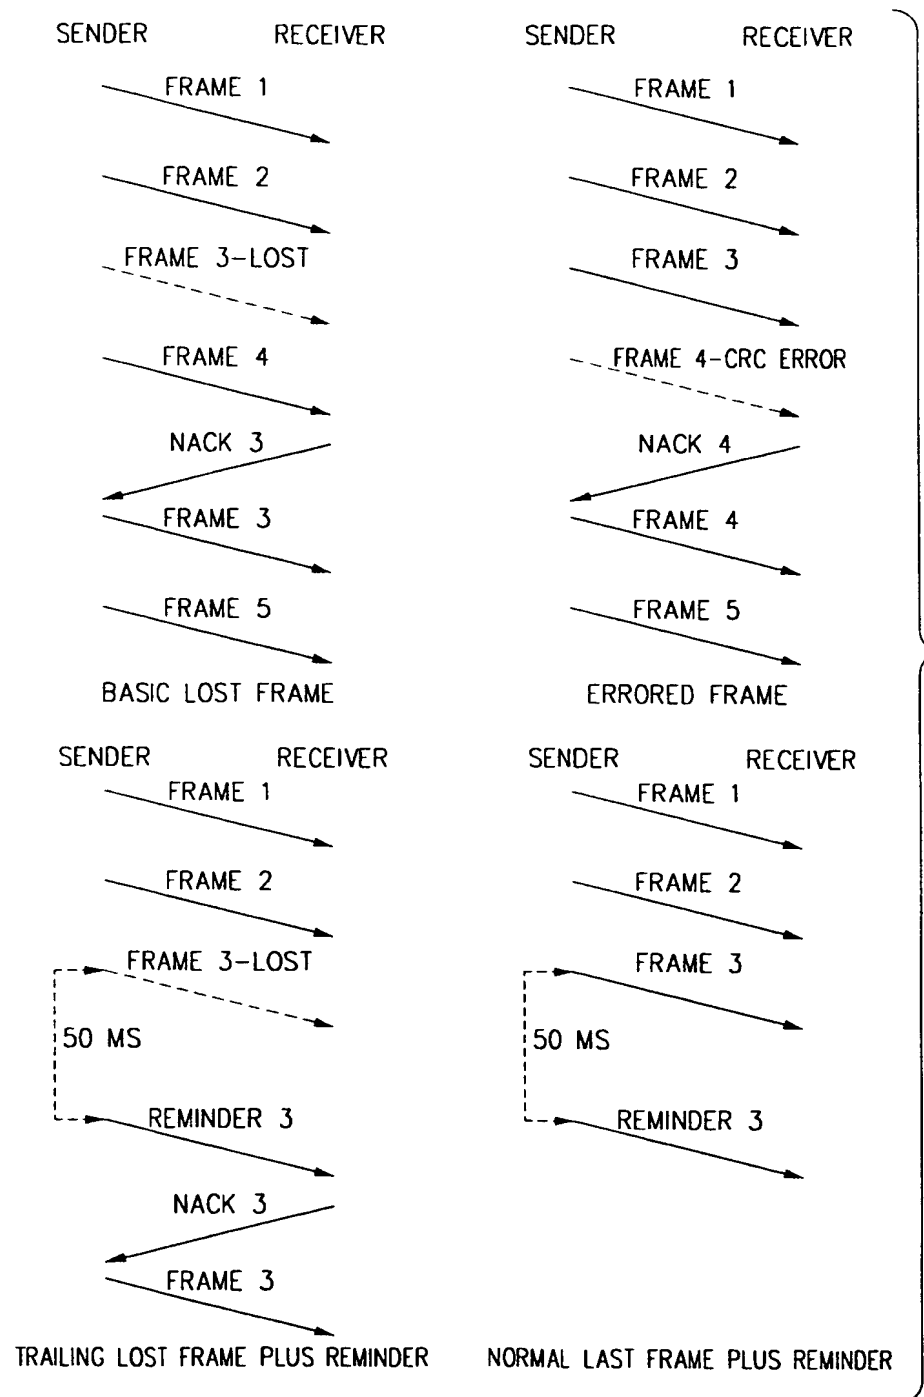 SENDER RECEIVER
FRAME 1
FRAME 2
FRAME 3-LOST
FRAME 4
NACK 3
FRAME 3
FRAME 5
BASIC LOST FRAME
SENDER RECEIVER
FRAME 1
FRAME 2
FRAME 3
FRAME 4-CRC ERROR
NACK 4
FRAME 4
FRAME 5
ERRORED FRAME
SENDER RECEIVER
FRAME 1
FRAME 2
FRAME 3-LOST
50 MS
REMINDER 3
NACK 3
FRAME 3
TRAILING LOST FRAME PLUS REMINDER
SENDER RECEIVER
FRAME 1
FRAME 2
FRAME 3
50 MS
REMINDER 3
NORMAL LAST FRAME PLUS REMINDER